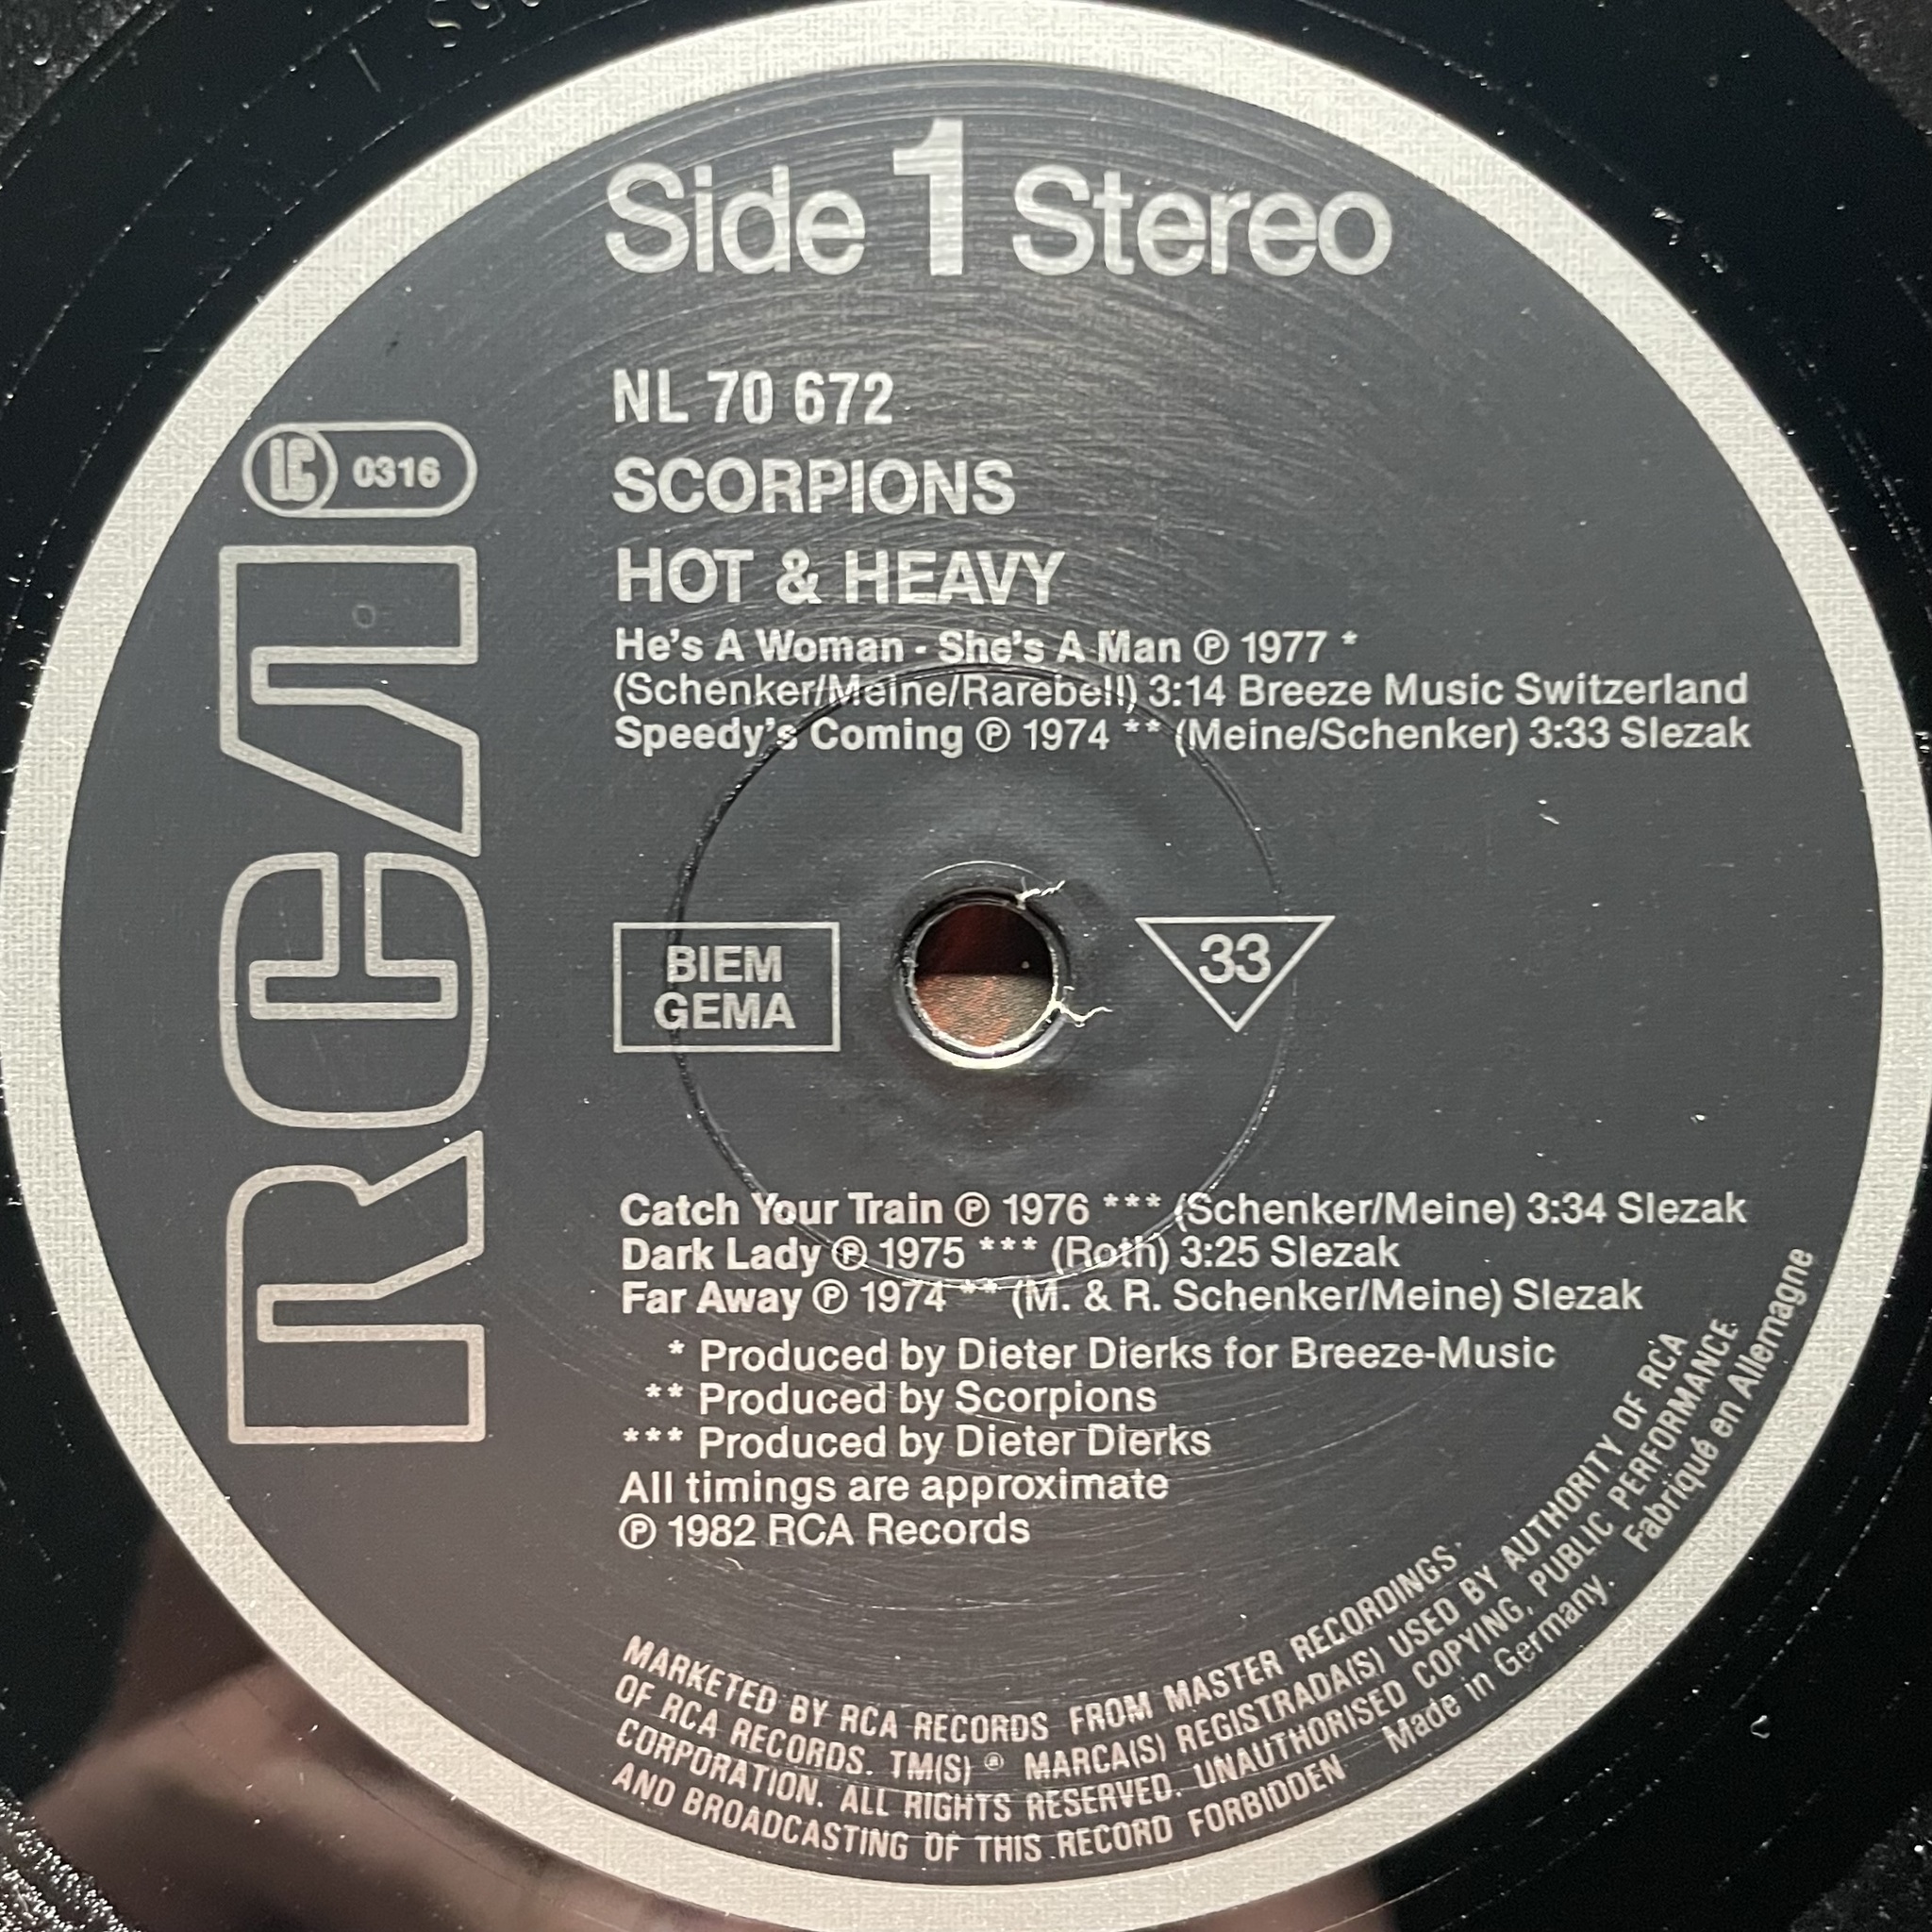 Side 1 Stereo
NL 70 672
LC 0316
SCORPIONS
HOT & HEAVY
He's A Woman - She's A Man ℗ 1977 *
(Schenker/Meine/Rarebell) 3:14 Breeze Music Switzerland
Speedy's Coming ℗ 1974 ** (Meine/Schenker) 3:33 Slezak
RCA
BIEM
GEMA
33
Catch Your Train ℗ 1976 *** (Schenker/Meine) 3:34 Slezak
Dark Lady ℗ 1975 *** (Roth) 3:25 Slezak
Far Away ℗ 1974 ** (M. & R. Schenker/Meine) Slezak
* Produced by Dieter Dierks for Breeze-Music
** Produced by Scorpions
*** Produced by Dieter Dierks
All timings are approximate
℗ 1982 RCA Records
MARKETED BY RCA RECORDS FROM MASTER RECORDINGS
OF RCA RECORDS. TM(S) ® MARCA(S) REGISTRADA(S) USED BY AUTHORITY OF RCA
CORPORATION. ALL RIGHTS RESERVED. UNAUTHORISED COPYING, PUBLIC PERFORMANCE
AND BROADCASTING OF THIS RECORD FORBIDDEN Made in Germany. Fabriqué en Allemagne